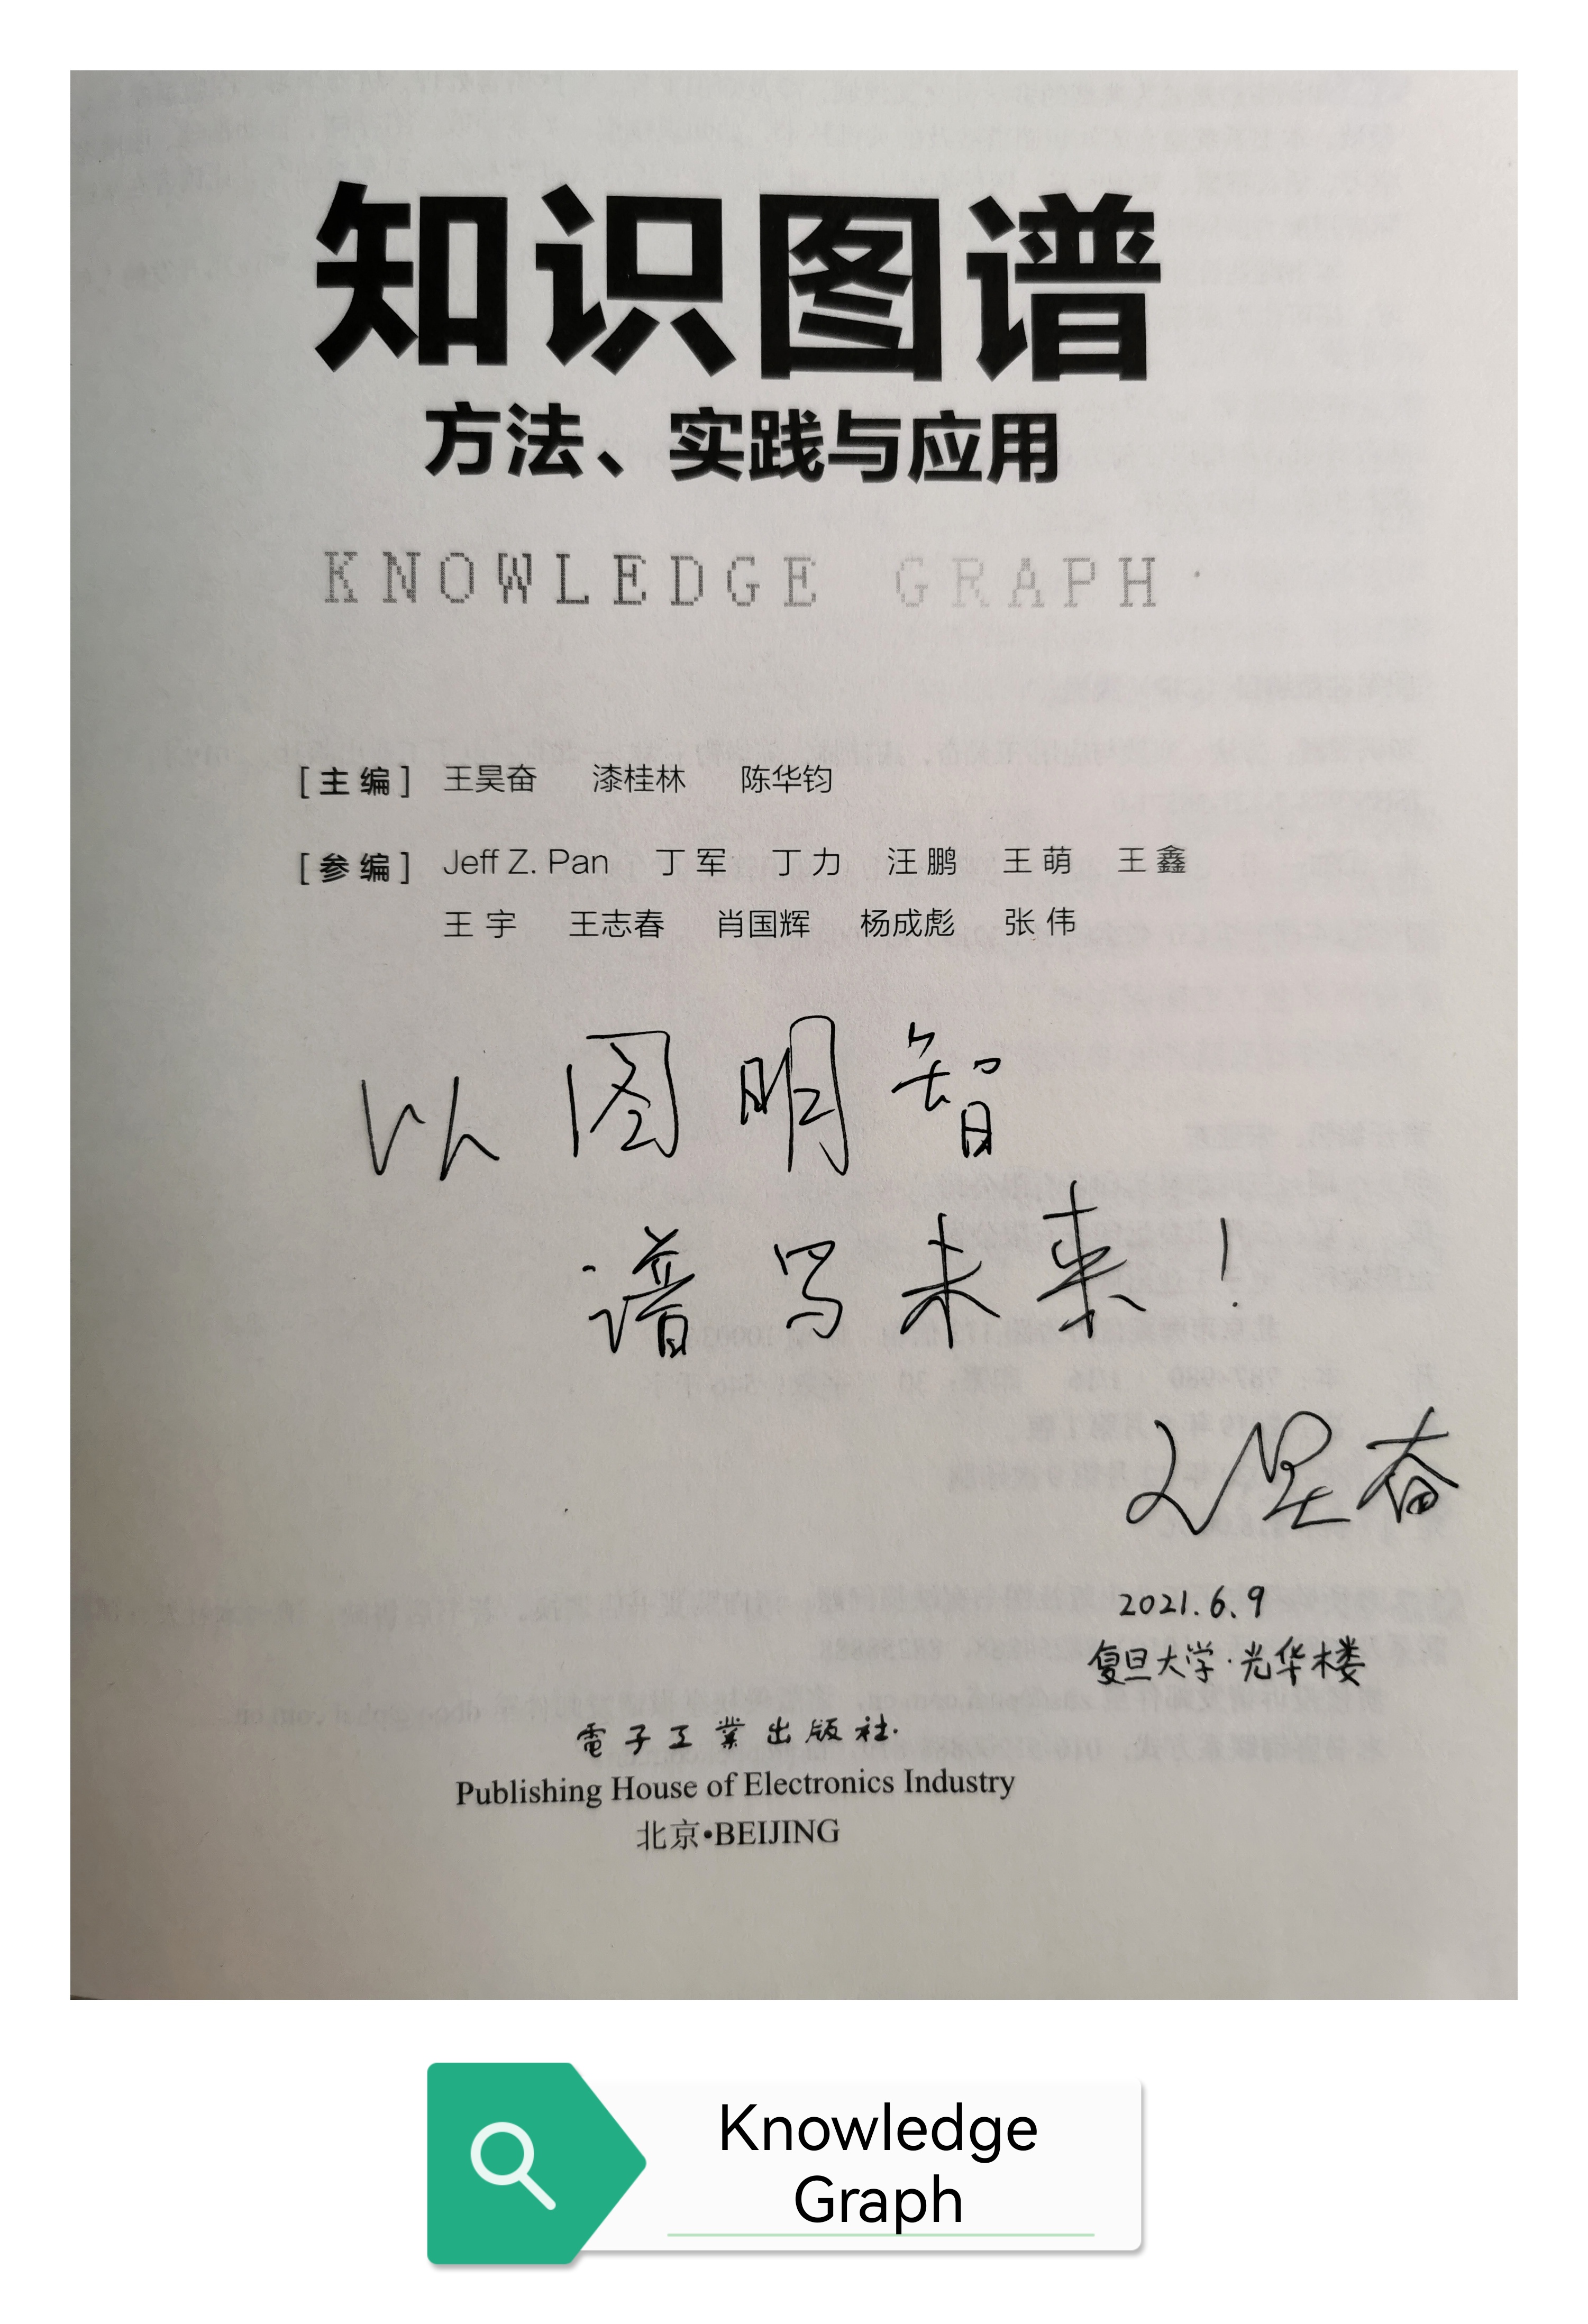 知识图谱
方法、实践与应用
KNOWLEDGE GRAPH
[主编] 王昊奋 漆桂林 陈华钧
[参编] Jeff Z. Pan 丁军 丁力 汪鹏 王萌 王鑫
王宇 王志春 肖国辉 杨成彪 张伟
以图明智
谱写未来!
王昊奋
2021.6.9
复旦大学·光华楼
電子工業出版社.
Publishing House of Electronics Industry
北京•BEIJING
Knowledge
Graph